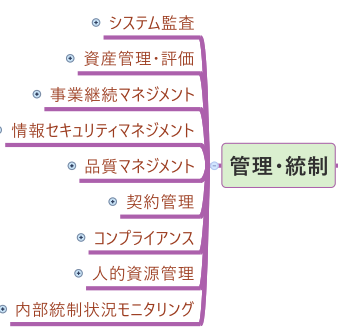 システム監査
資産管理・評価
事業継続マネジメント
情報セキュリティマネジメント
品質マネジメント
管理・統制
契約管理
コンプライアンス
人的資源管理
内部統制状況モニタリング